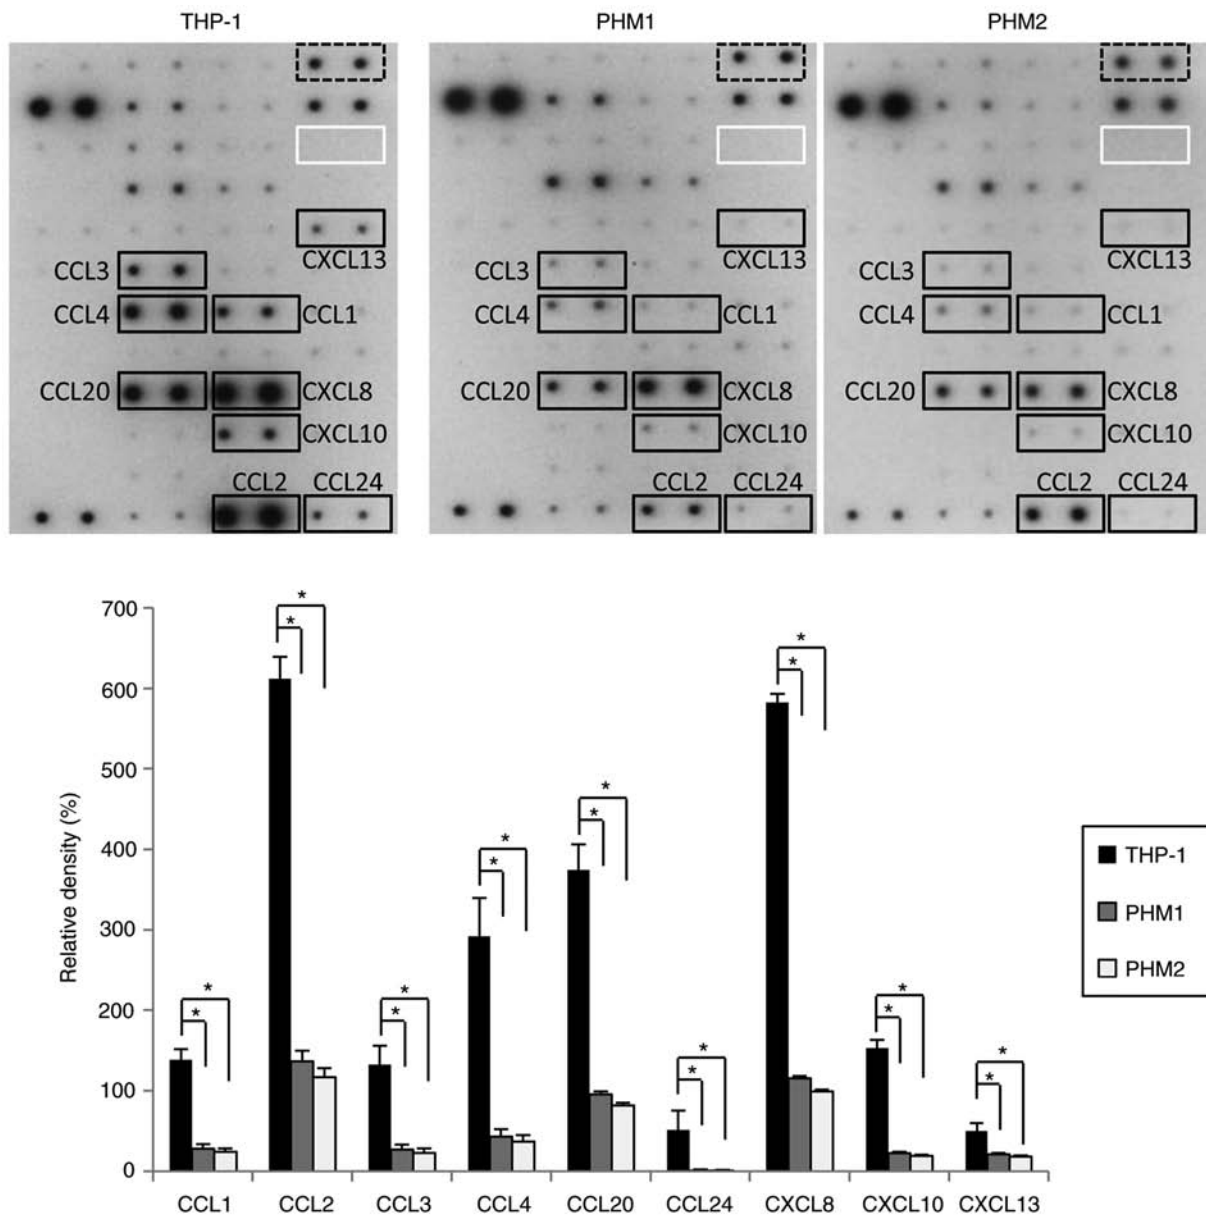 THP-1 PHM1 PHM2
CXCL13 CXCL13 CXCL13
CCL3 CCL3 CCL3
CCL4 CCL1 CCL4 CCL1 CCL4 CCL1
CCL20 CXCL8 CCL20 CXCL8 CCL20 CXCL8
CXCL10 CXCL10 CXCL10
CCL2 CCL24 CCL2 CCL24 CCL2 CCL24
Relative density (%)
700
600
500
400
300
200
100
0
* *
* *
* *
* *
* *
* *
* *
* *
* *
CCL1 CCL2 CCL3 CCL4 CCL20 CCL24 CXCL8 CXCL10 CXCL13
THP-1
PHM1
PHM2